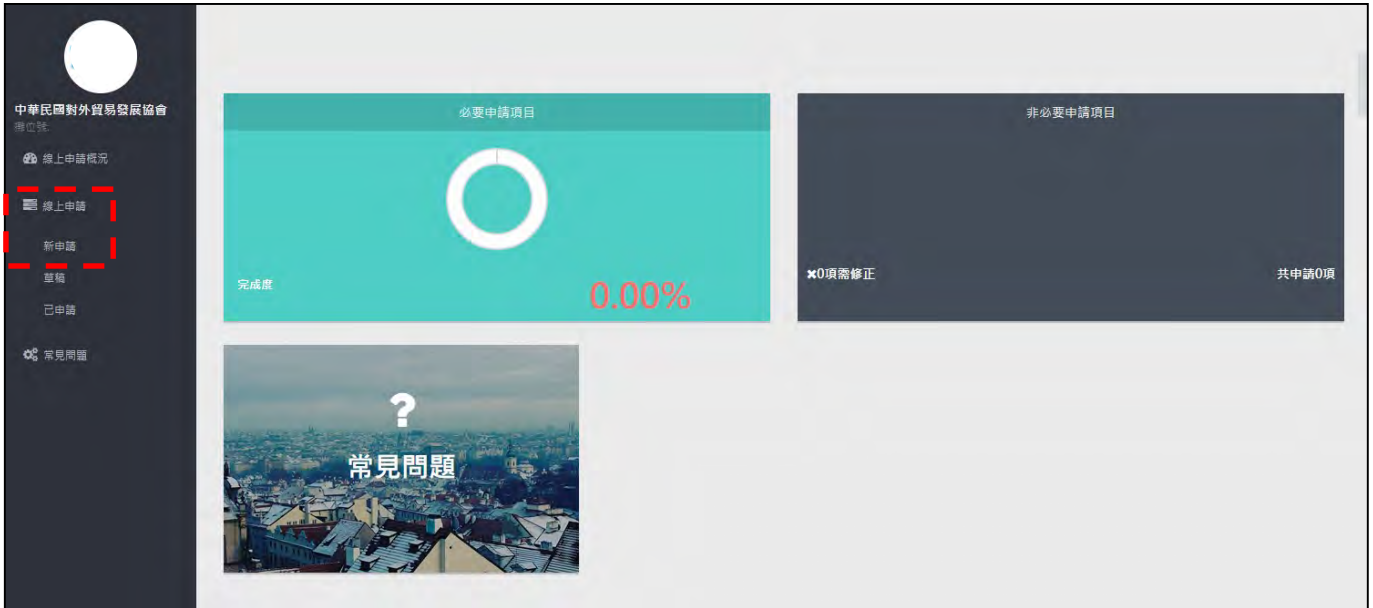 中華民國對外貿易發展協會
攤位號:
線上申請概況
線上申請
新申請
草稿
已申請
常見問題
必要申請項目
完成度
0.00%
非必要申請項目
✖0項需修正
共申請0項
?
常見問題